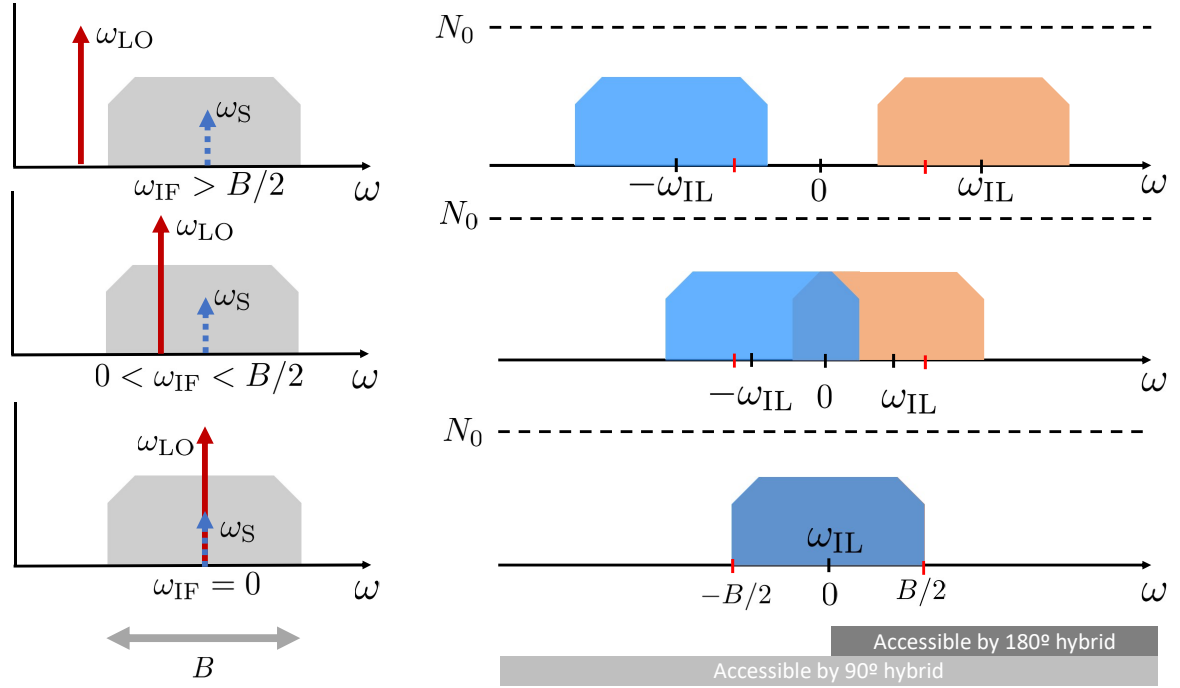 ω_LO
ω_S
ω_IF > B/2
ω
N_0
−ω_IL
0
ω_IL
ω
ω_LO
ω_S
0 < ω_IF < B/2
ω
N_0
−ω_IL
0
ω_IL
ω
ω_LO
ω_S
ω_IF = 0
ω
N_0
ω_IL
−B/2
0
B/2
ω
B
Accessible by 180º hybrid
Accessible by 90º hybrid